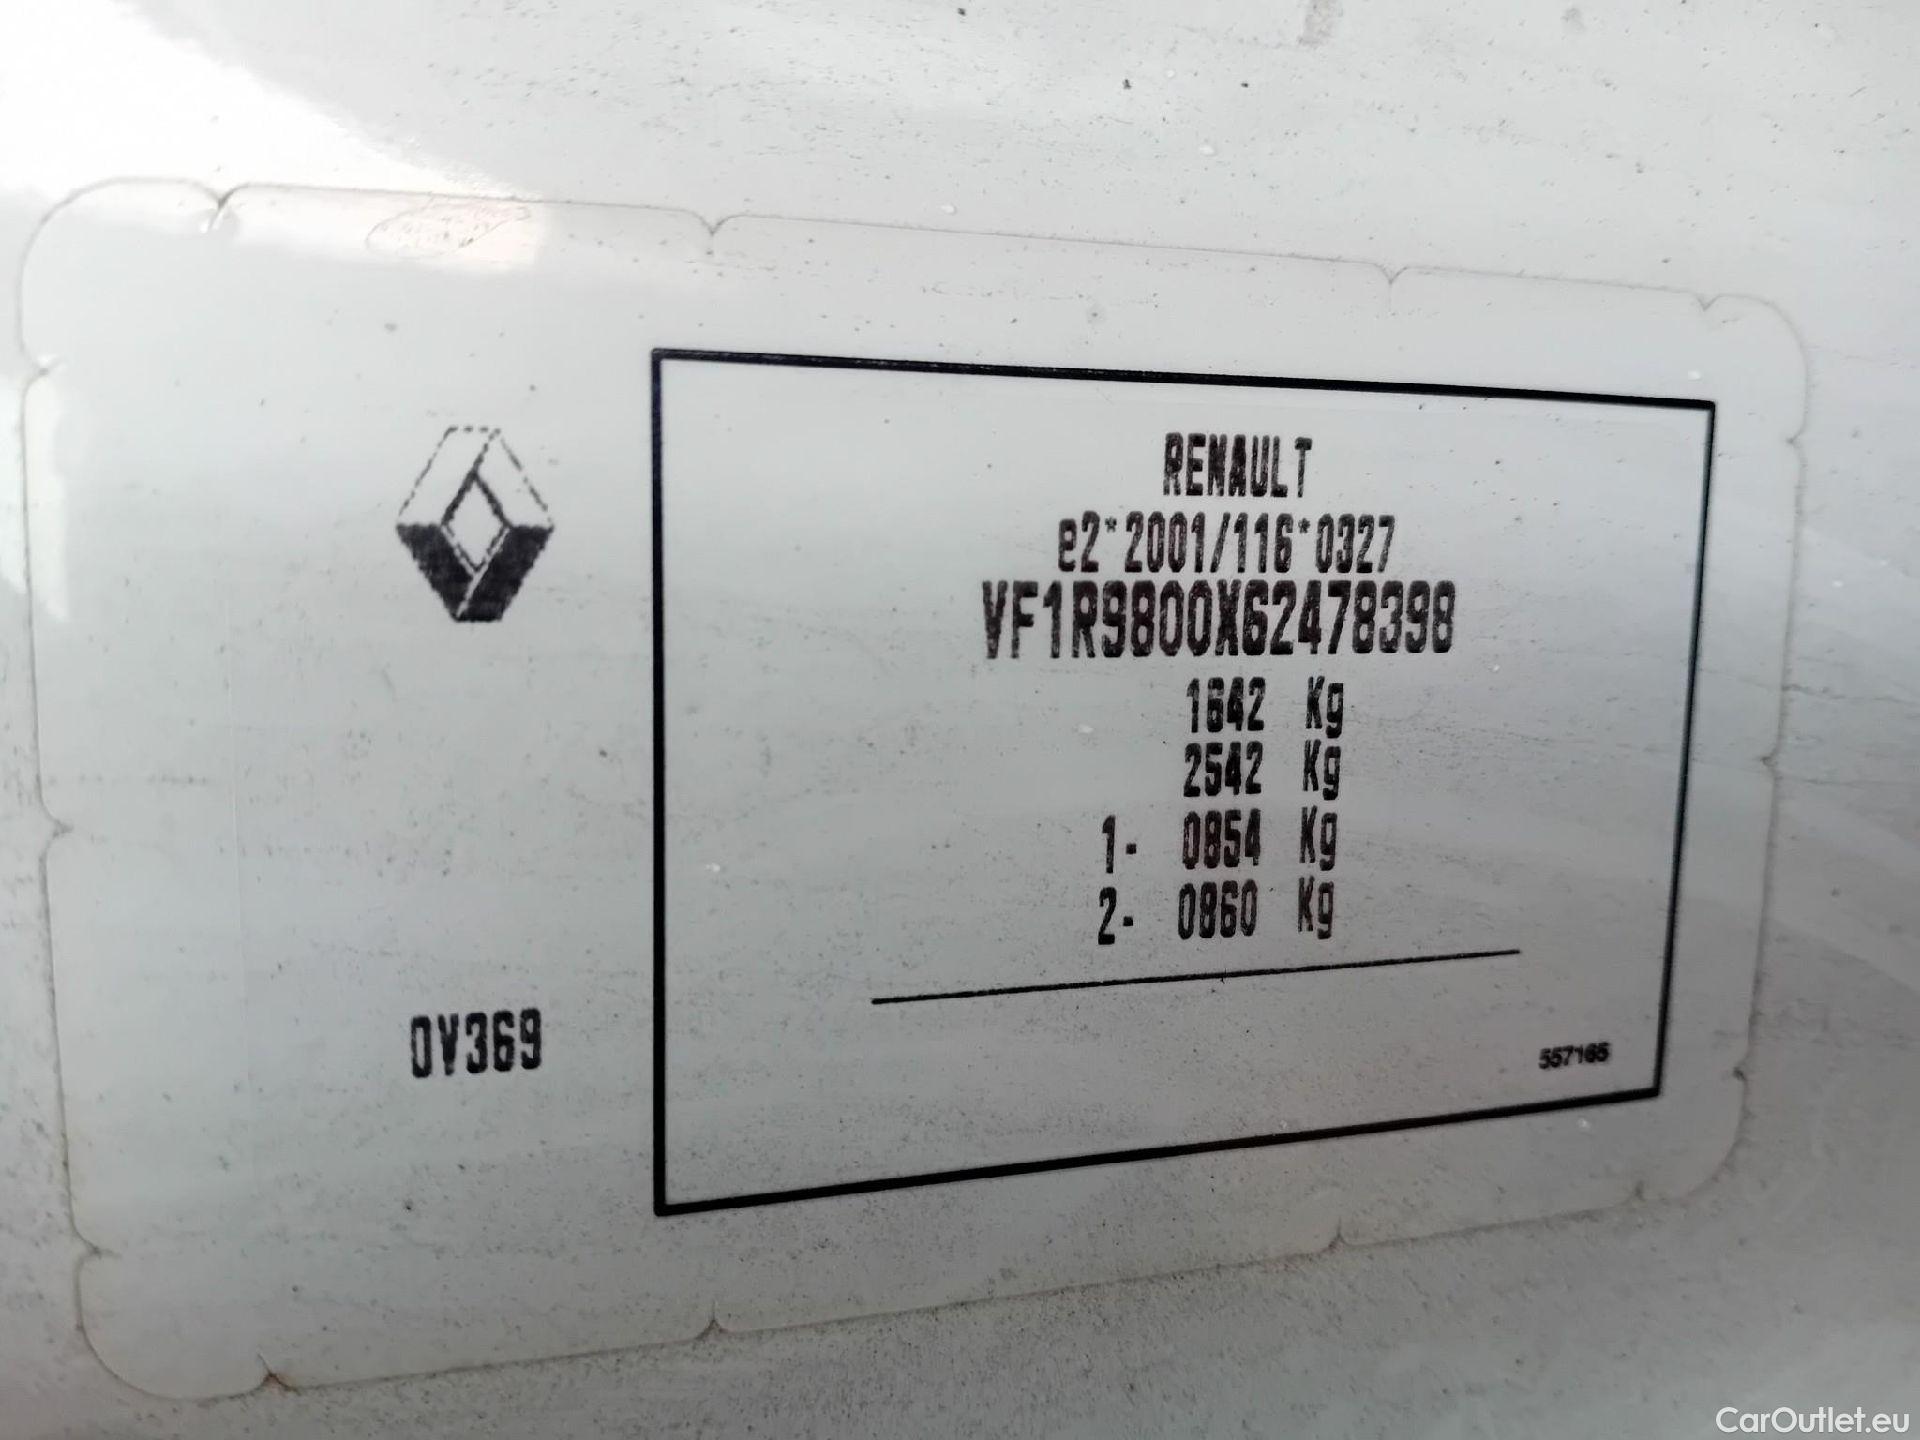 RENAULT
e2*2001/116*0327
VF1R9800X62478398
1642 Kg
2542 Kg
1- 0854 Kg
2- 0860 Kg
0V369
557165
CarOutlet.eu